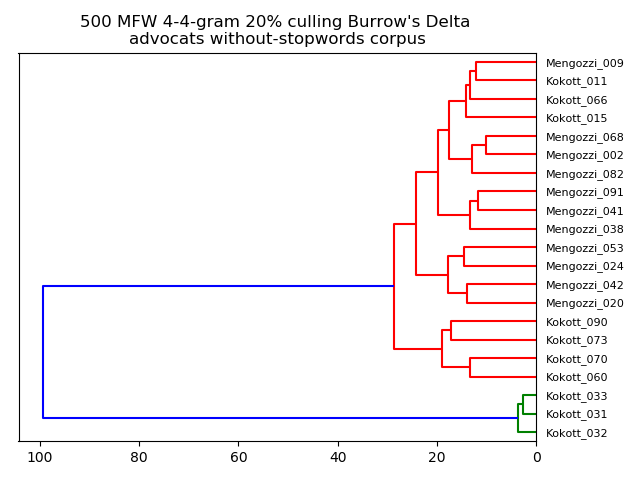 500 MFW 4-4-gram 20% culling Burrow's Delta
advocats without-stopwords corpus
Mengozzi_009
Kokott_011
Kokott_066
Kokott_015
Mengozzi_068
Mengozzi_002
Mengozzi_082
Mengozzi_091
Mengozzi_041
Mengozzi_038
Mengozzi_053
Mengozzi_024
Mengozzi_042
Mengozzi_020
Kokott_090
Kokott_073
Kokott_070
Kokott_060
Kokott_033
Kokott_031
Kokott_032
100 80 60 40 20 0